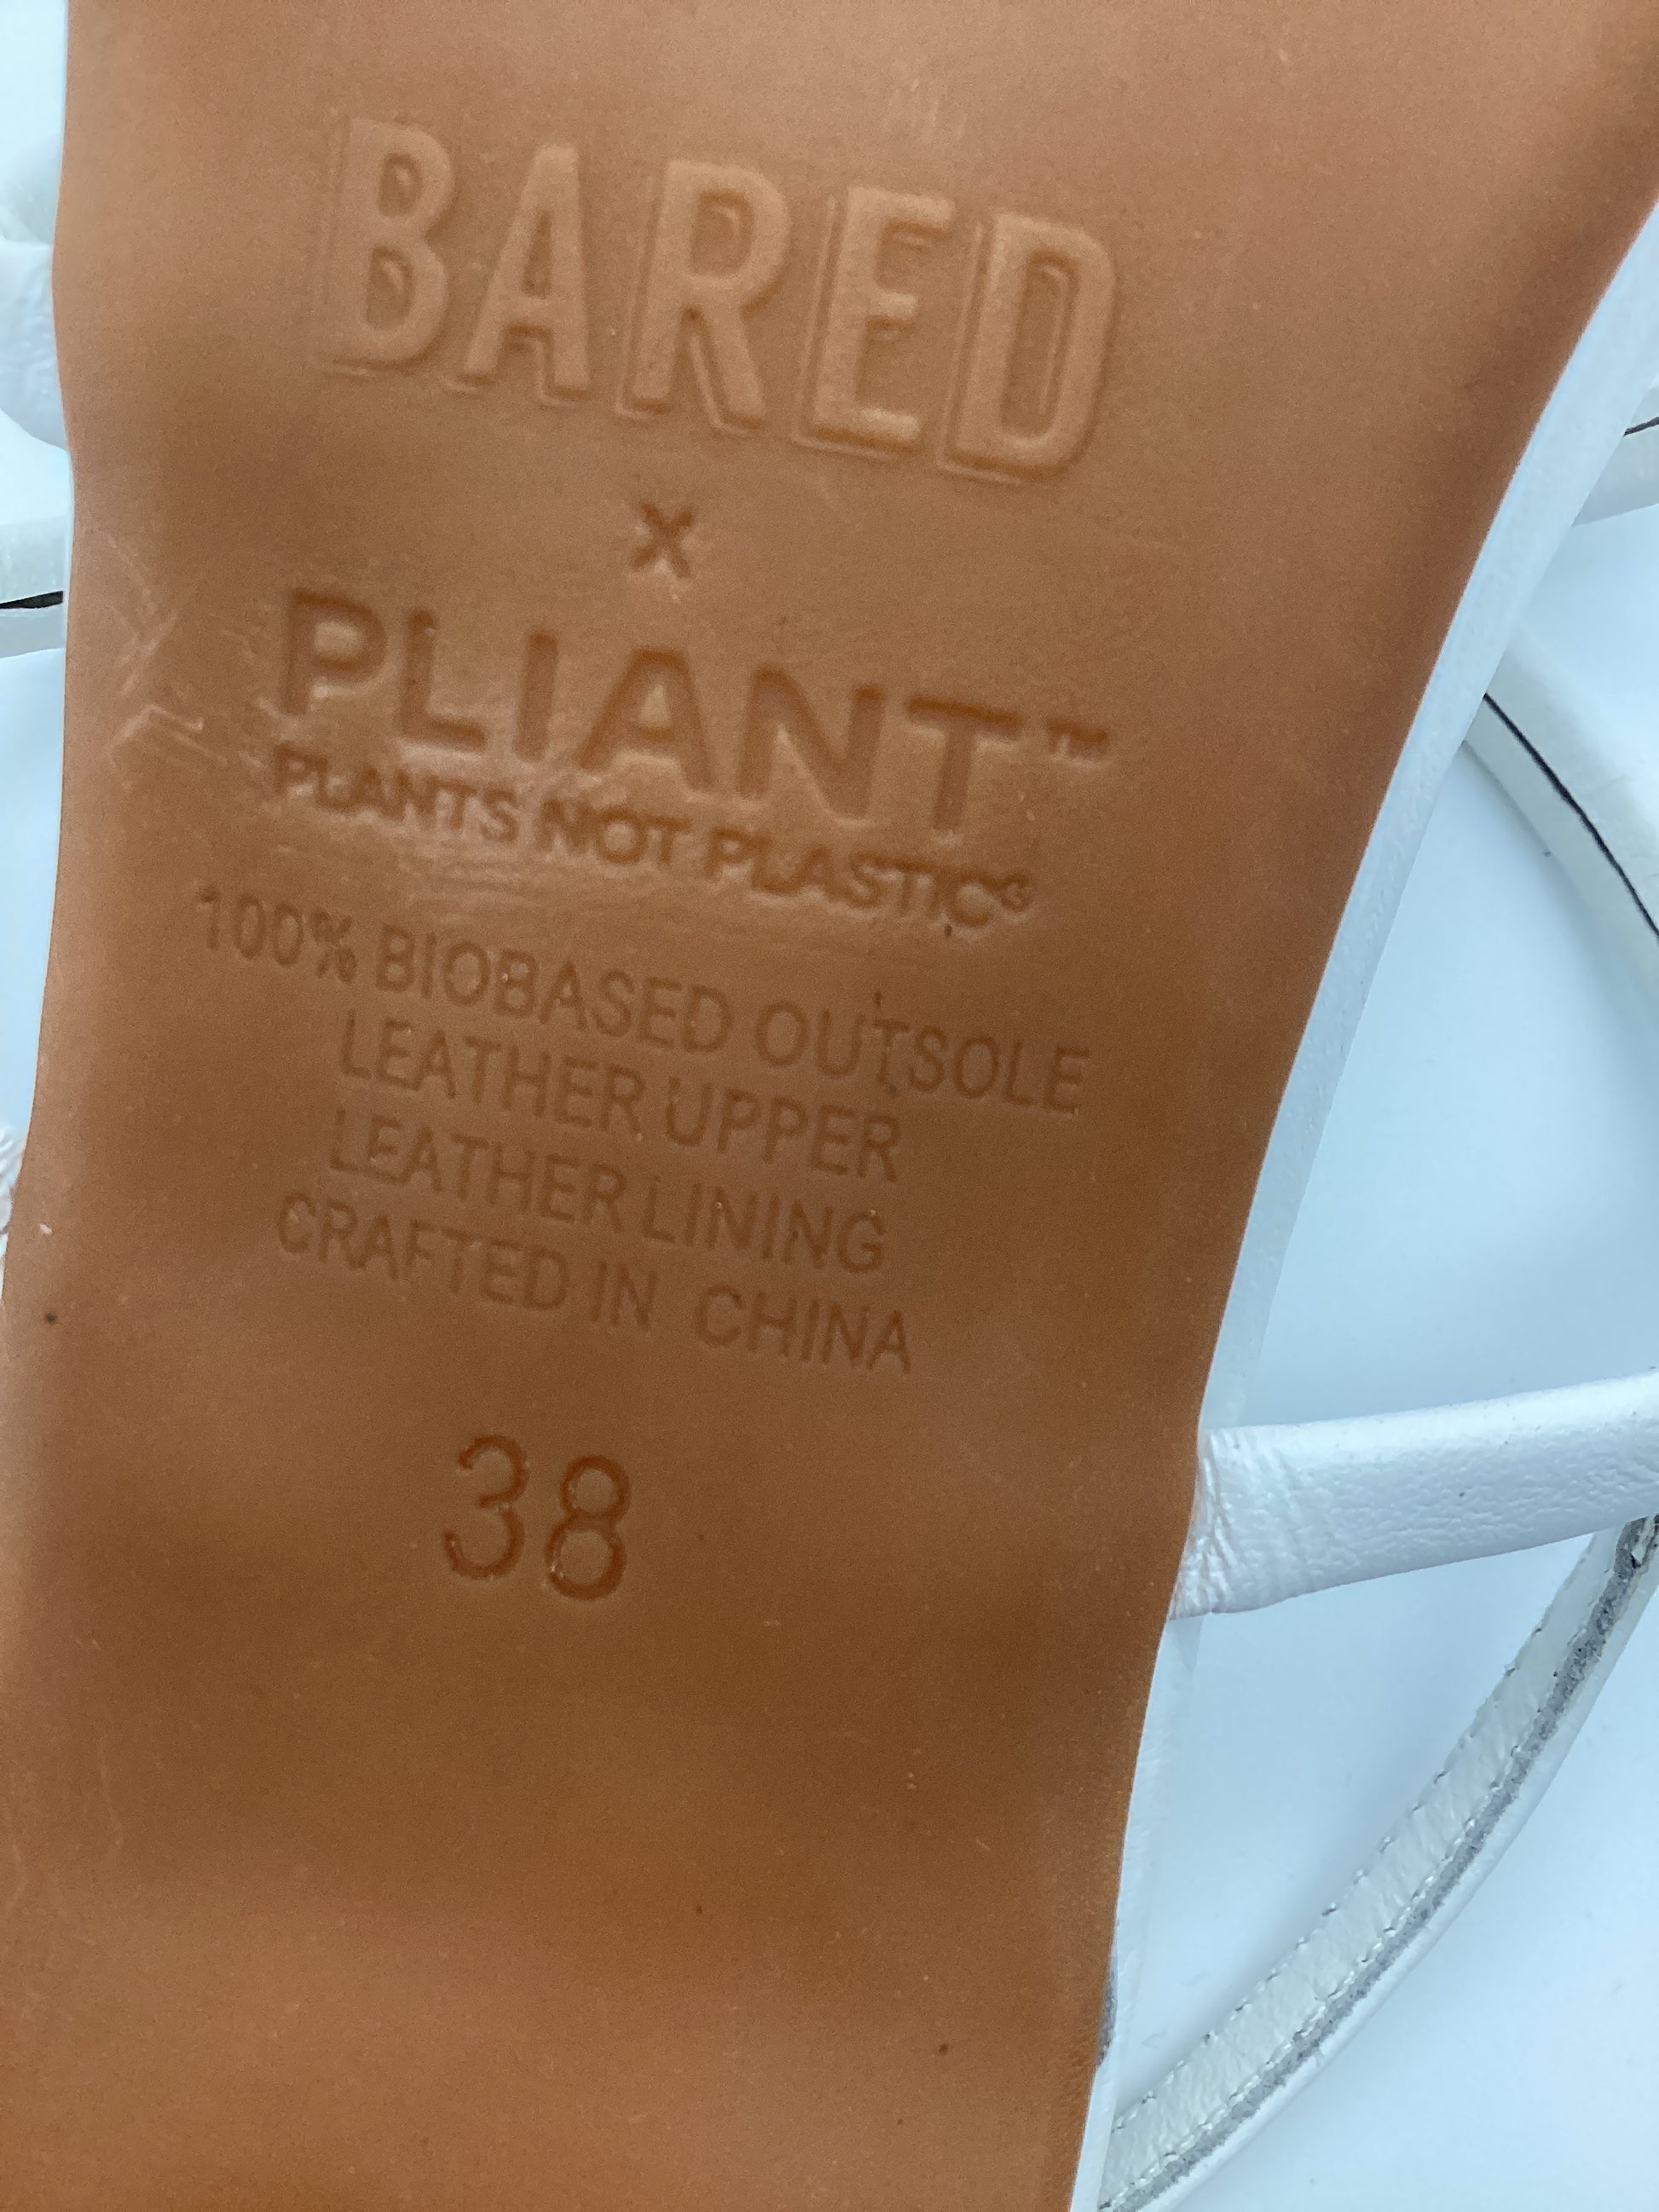 BARED
x
PLIANT™
PLANTS NOT PLASTIC®
100% BIOBASED OUTSOLE
LEATHER UPPER
LEATHER LINING
CRAFTED IN CHINA
38